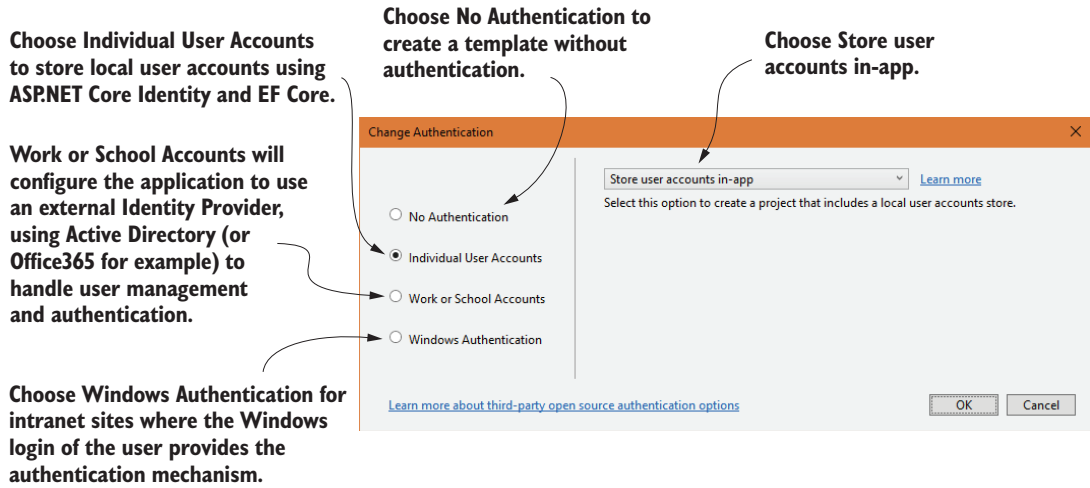 Choose No Authentication to
create a template without
authentication.
Choose Individual User Accounts
to store local user accounts using
ASP.NET Core Identity and EF Core.
Choose Store user
accounts in-app.
Work or School Accounts will
configure the application to use
an external Identity Provider,
using Active Directory (or
Office365 for example) to
handle user management
and authentication.
Choose Windows Authentication for
intranet sites where the Windows
login of the user provides the
authentication mechanism.
Change Authentication
No Authentication
Individual User Accounts
Work or School Accounts
Windows Authentication
Store user accounts in-app
Learn more
Select this option to create a project that includes a local user accounts store.
Learn more about third-party open source authentication options
OK
Cancel